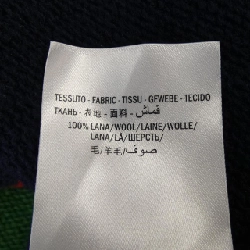 TESSUTO - FABRIC - TISSU - GEWEBE - TECIDO
ТКАНЬ - 表地 - 面料 - قماش
100% LANA/WOOL/LAINE/WOLLE/
LANA/LÃ/ШЕРСТЬ/
毛/羊毛/صوف